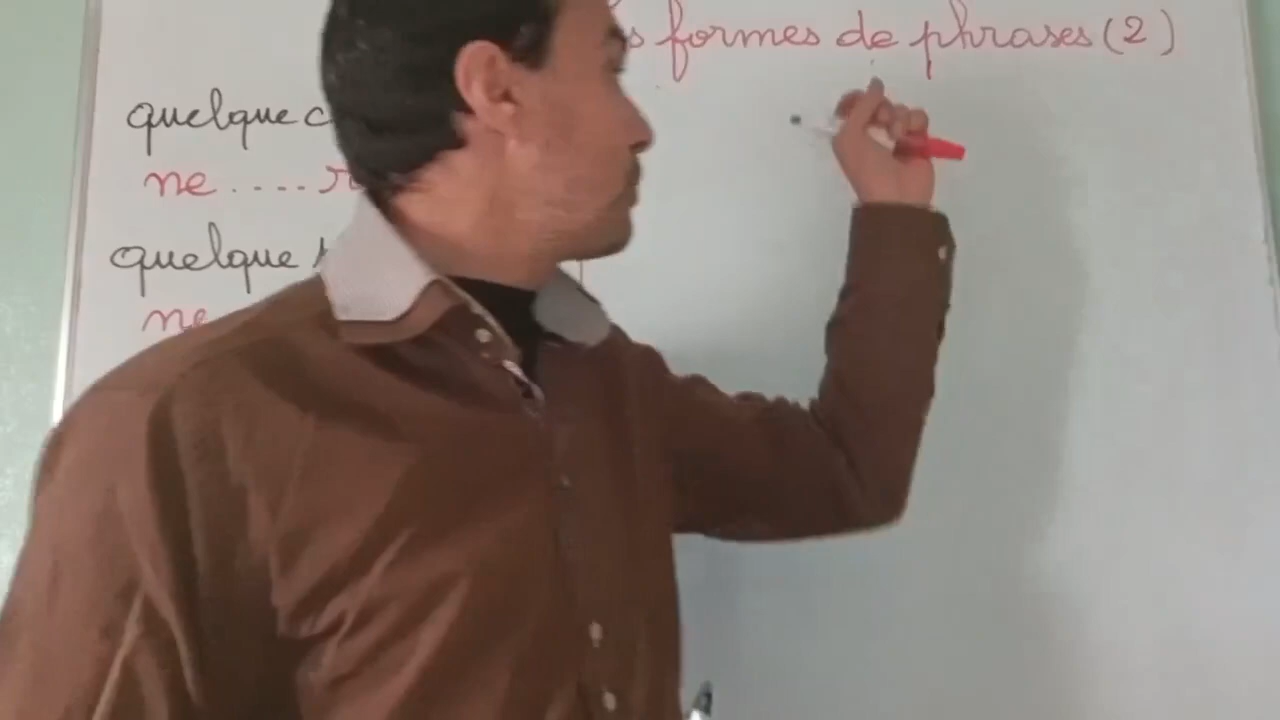 formes de phrases (2)
quelque
ne ....
quelque
ne